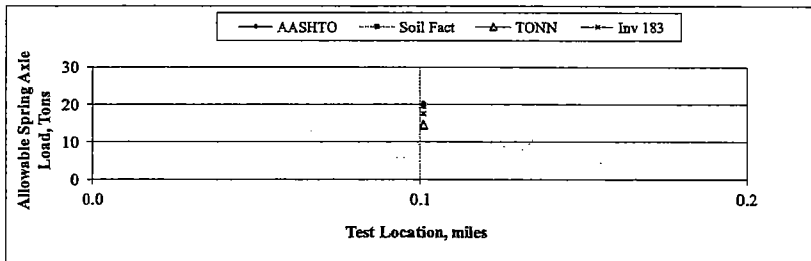 AASHTO Soil Fact TONN Inv 183
Allowable Spring Axle
Load, Tons
30
20
10
0
0.0 0.1 0.2
Test Location, miles